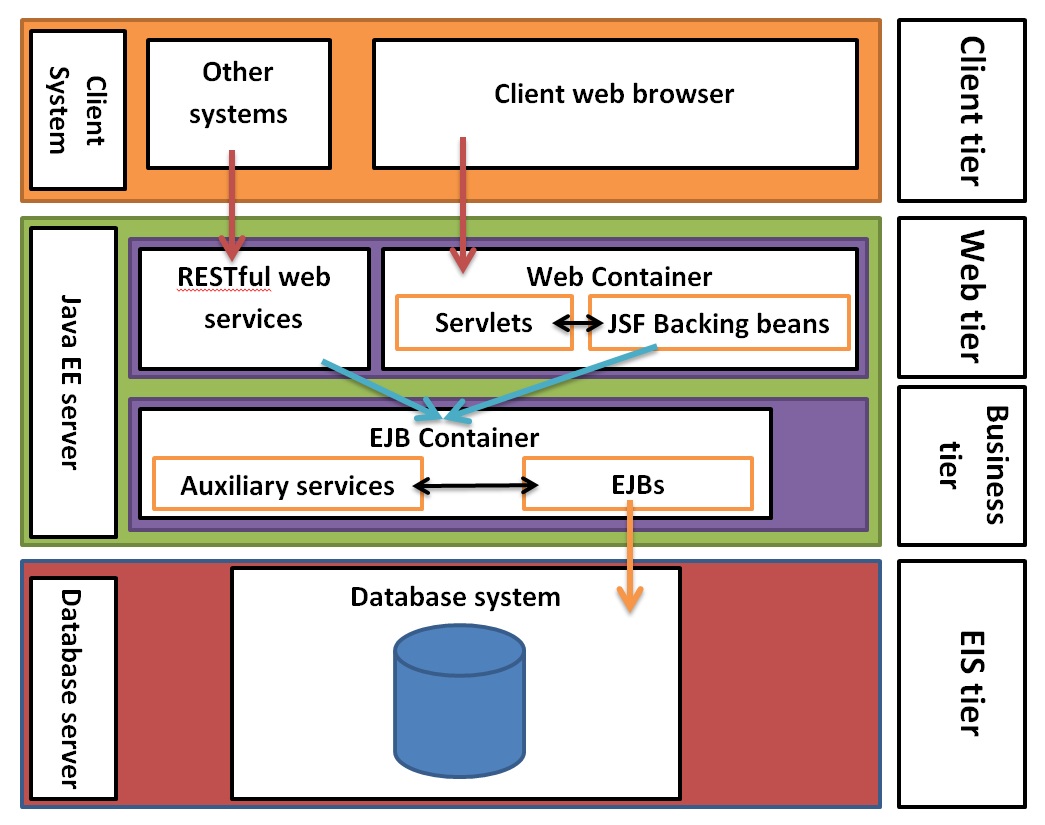 Client
System
Other
systems
Client web browser
Client tier
Java EE server
RESTful web
services
Web Container
Servlets
JSF Backing beans
Web tier
EJB Container
Auxiliary services
EJBs
Business
tier
Database server
Database system
EIS tier